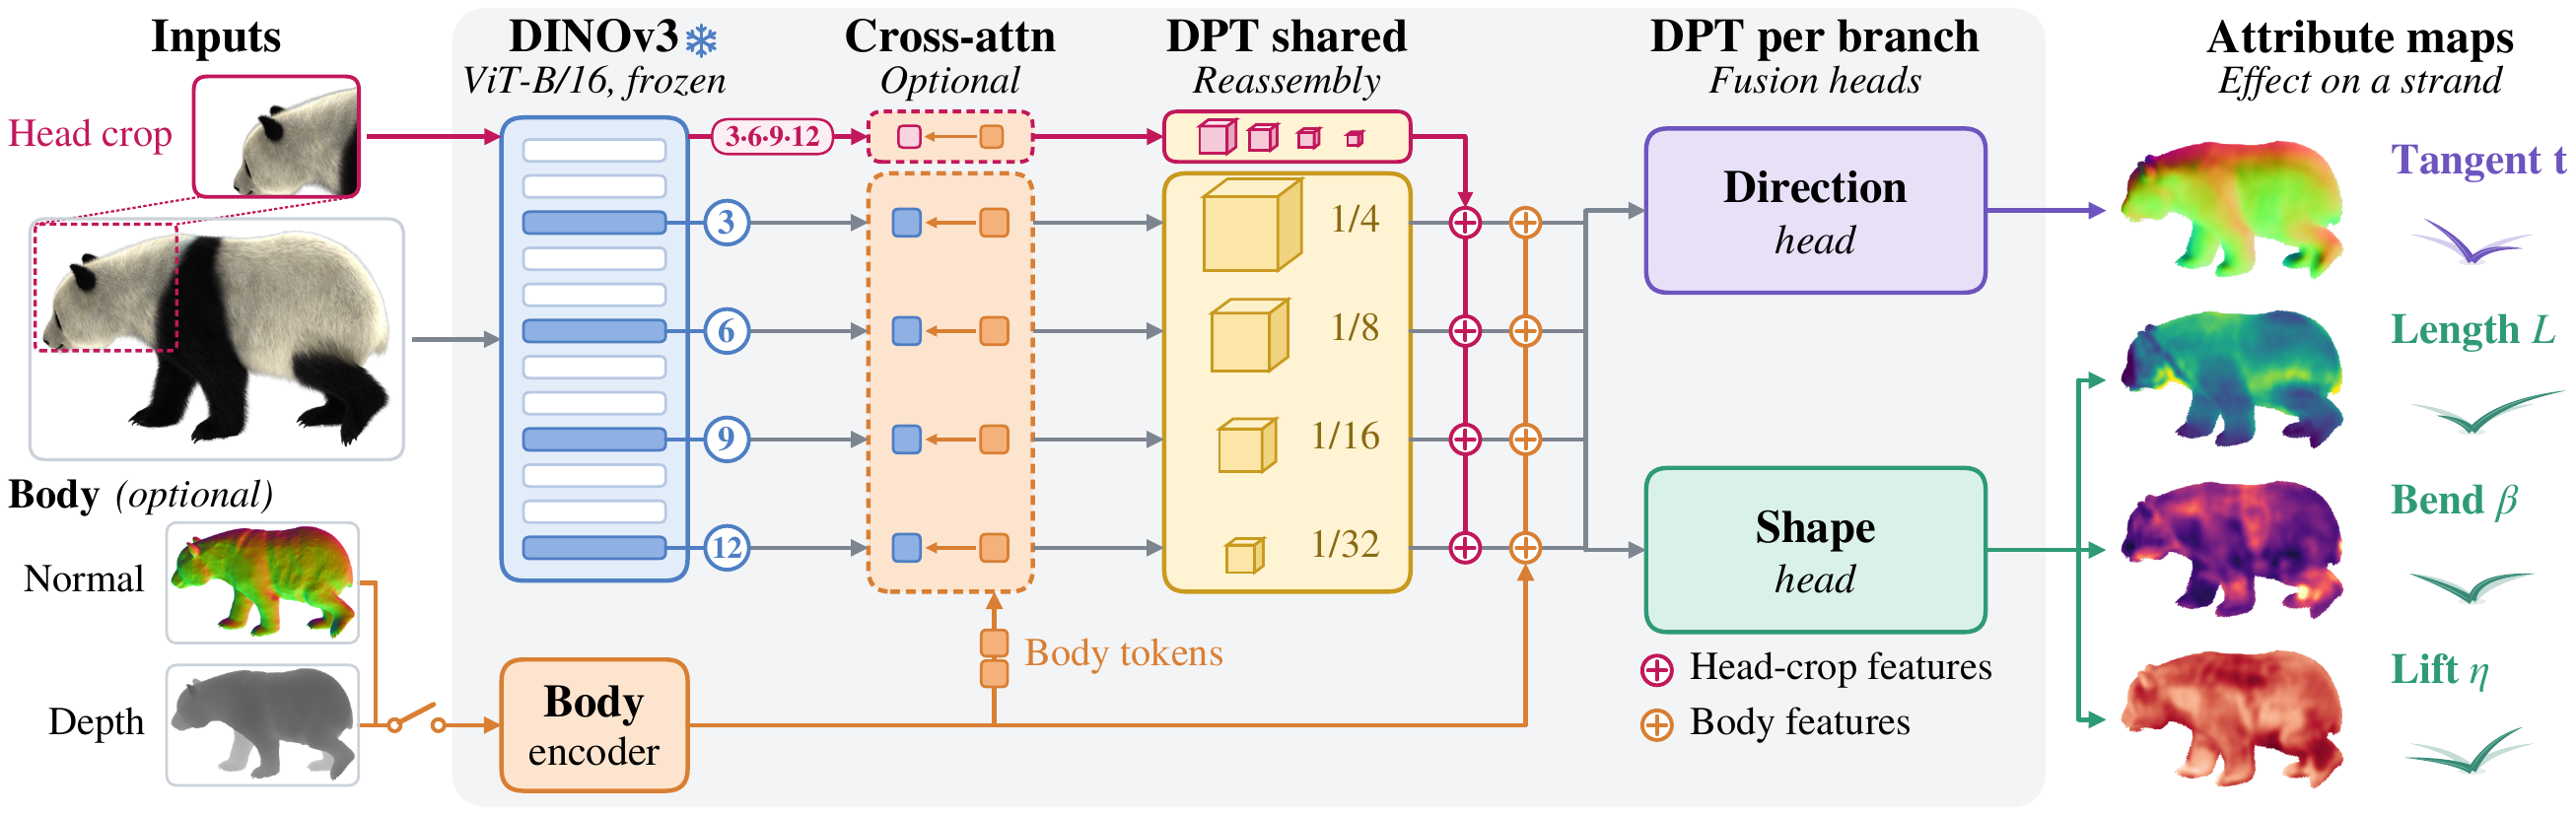 Inputs
Head crop
Body (optional)
Normal
Depth
DINOv3
ViT-B/16, frozen
3·6·9·12
3
6
9
12
Body
encoder
Cross-attn
Optional
Body tokens
DPT shared
Reassembly
1/4
1/8
1/16
1/32
DPT per branch
Fusion heads
Direction
head
Shape
head
Head-crop features
Body features
Attribute maps
Effect on a strand
Tangent t
Length L
Bend β
Lift η